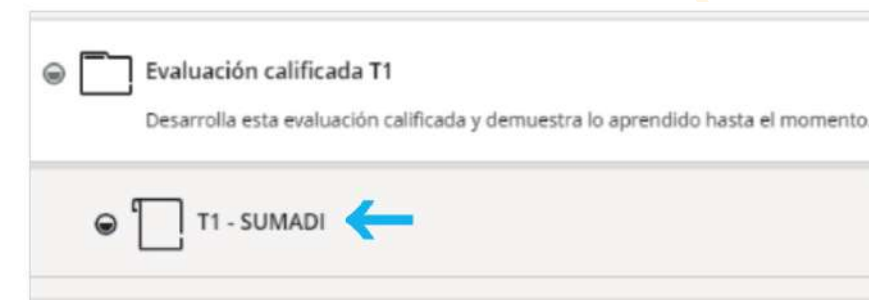 Evaluación calificada T1
Desarrolla esta evaluación calificada y demuestra lo aprendido hasta el momento.
T1 - SUMADI